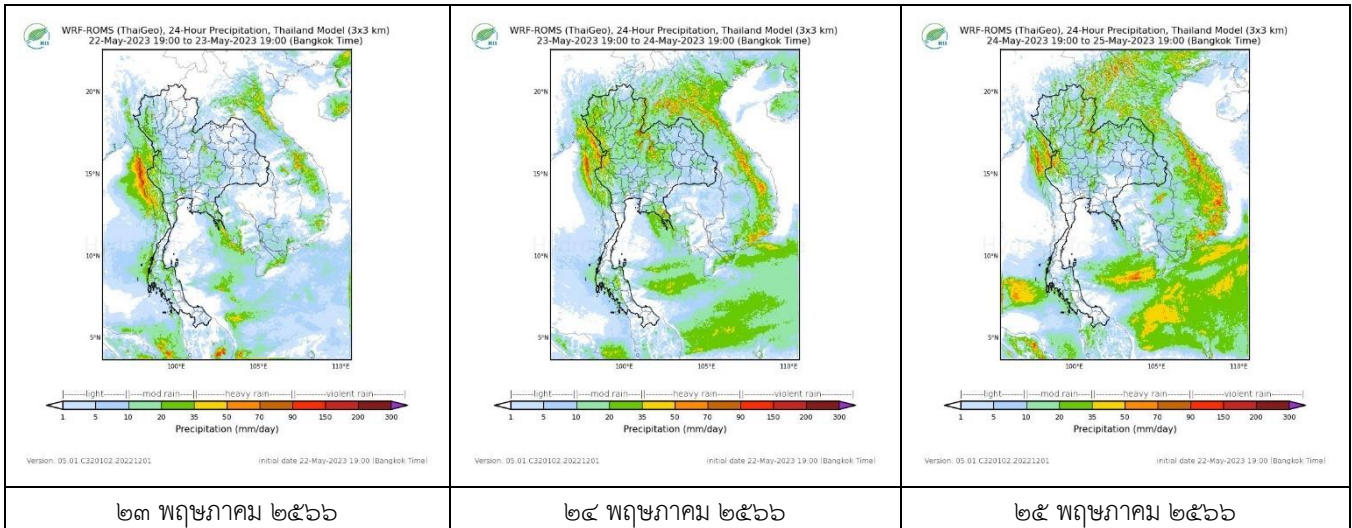 HII
WRF-ROMS (ThaiGeo), 24-Hour Precipitation, Thailand Model (3x3 km)
22-May-2023 19:00 to 23-May-2023 19:00 (Bangkok Time)
20°N
15°N
10°N
5°N
100°E 105°E 110°E
|------light------||----mod rain----||-------heavy rain-------||------violent rain------|
1 5 10 20 35 50 70 90 150 200 300
Precipitation (mm/day)
Version: 05.01.C320102.20221201 initial date 22-May-2023 19:00 (Bangkok Time)
๒๓ พฤษภาคม ๒๕๖๖
HII
WRF-ROMS (ThaiGeo), 24-Hour Precipitation, Thailand Model (3x3 km)
23-May-2023 19:00 to 24-May-2023 19:00 (Bangkok Time)
20°N
15°N
10°N
5°N
100°E 105°E 110°E
|------light------||----mod rain----||-------heavy rain-------||------violent rain------|
1 5 10 20 35 50 70 90 150 200 300
Precipitation (mm/day)
Version: 05.01.C320102.20221201 initial date 22-May-2023 19:00 (Bangkok Time)
๒๔ พฤษภาคม ๒๕๖๖
HII
WRF-ROMS (ThaiGeo), 24-Hour Precipitation, Thailand Model (3x3 km)
24-May-2023 19:00 to 25-May-2023 19:00 (Bangkok Time)
20°N
15°N
10°N
5°N
100°E 105°E 110°E
|------light------||----mod rain----||-------heavy rain-------||------violent rain------|
1 5 10 20 35 50 70 90 150 200 300
Precipitation (mm/day)
Version: 05.01.C320102.20221201 initial date 22-May-2023 19:00 (Bangkok Time)
๒๕ พฤษภาคม ๒๕๖๖